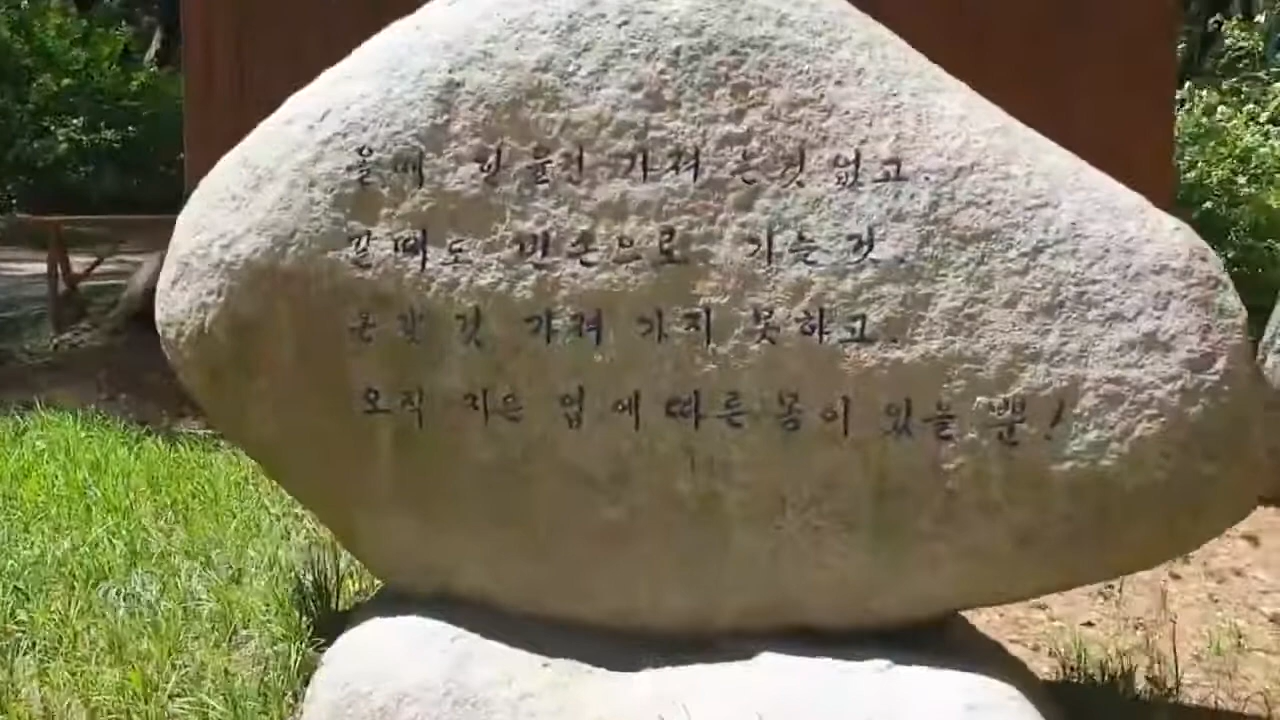 올때 한 물건 가져 온것 없고.
갈때도 빈손으로 가는것.
온갖 것 가져 가지 못하고.
오직 지은 업에 따른 몸이 있을 뿐!